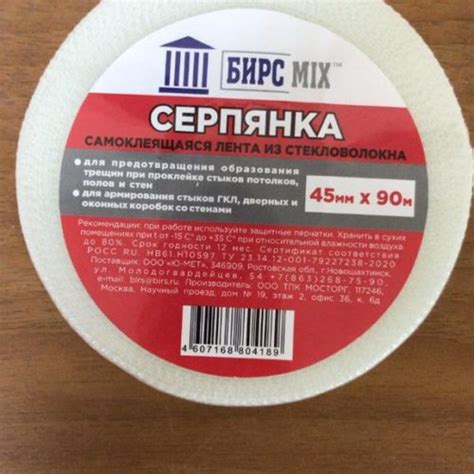 БИРС MIX™
СЕРПЯНКА
САМОКЛЕЯЩАЯСЯ ЛЕНТА ИЗ СТЕКЛОВОЛОКНА
• для предотвращения образования
трещин при проклейке стыков потолков,
полов и стен
• для армирования стыков ГКЛ, дверных и
оконных коробок со стенами
45мм х 90м
Рекомендации: при работе используйте защитные перчатки. Хранить в сухих
помещениях при t от -15 С° до +35 С° при относительной влажности воздуха
до 80%. Срок годности 12 мес. Сертификат соответствия
РОСС RU. НВ61.Н10597 ТУ 23.14.12-001-79227238-2020
Поставщик: ООО «Ю-МЕТ», 346909, Ростовская обл., г.Новошахтинск,
ул. Молодогвардейцев, 54 +7(863)268-75-90,
e-mail: birs@birs.ru Производитель: ООО ТПК МОСТОРГ, 117246,
Москва, Научный проезд, дом № 19, этаж 2, офис 36, к. 6д
4607168804189